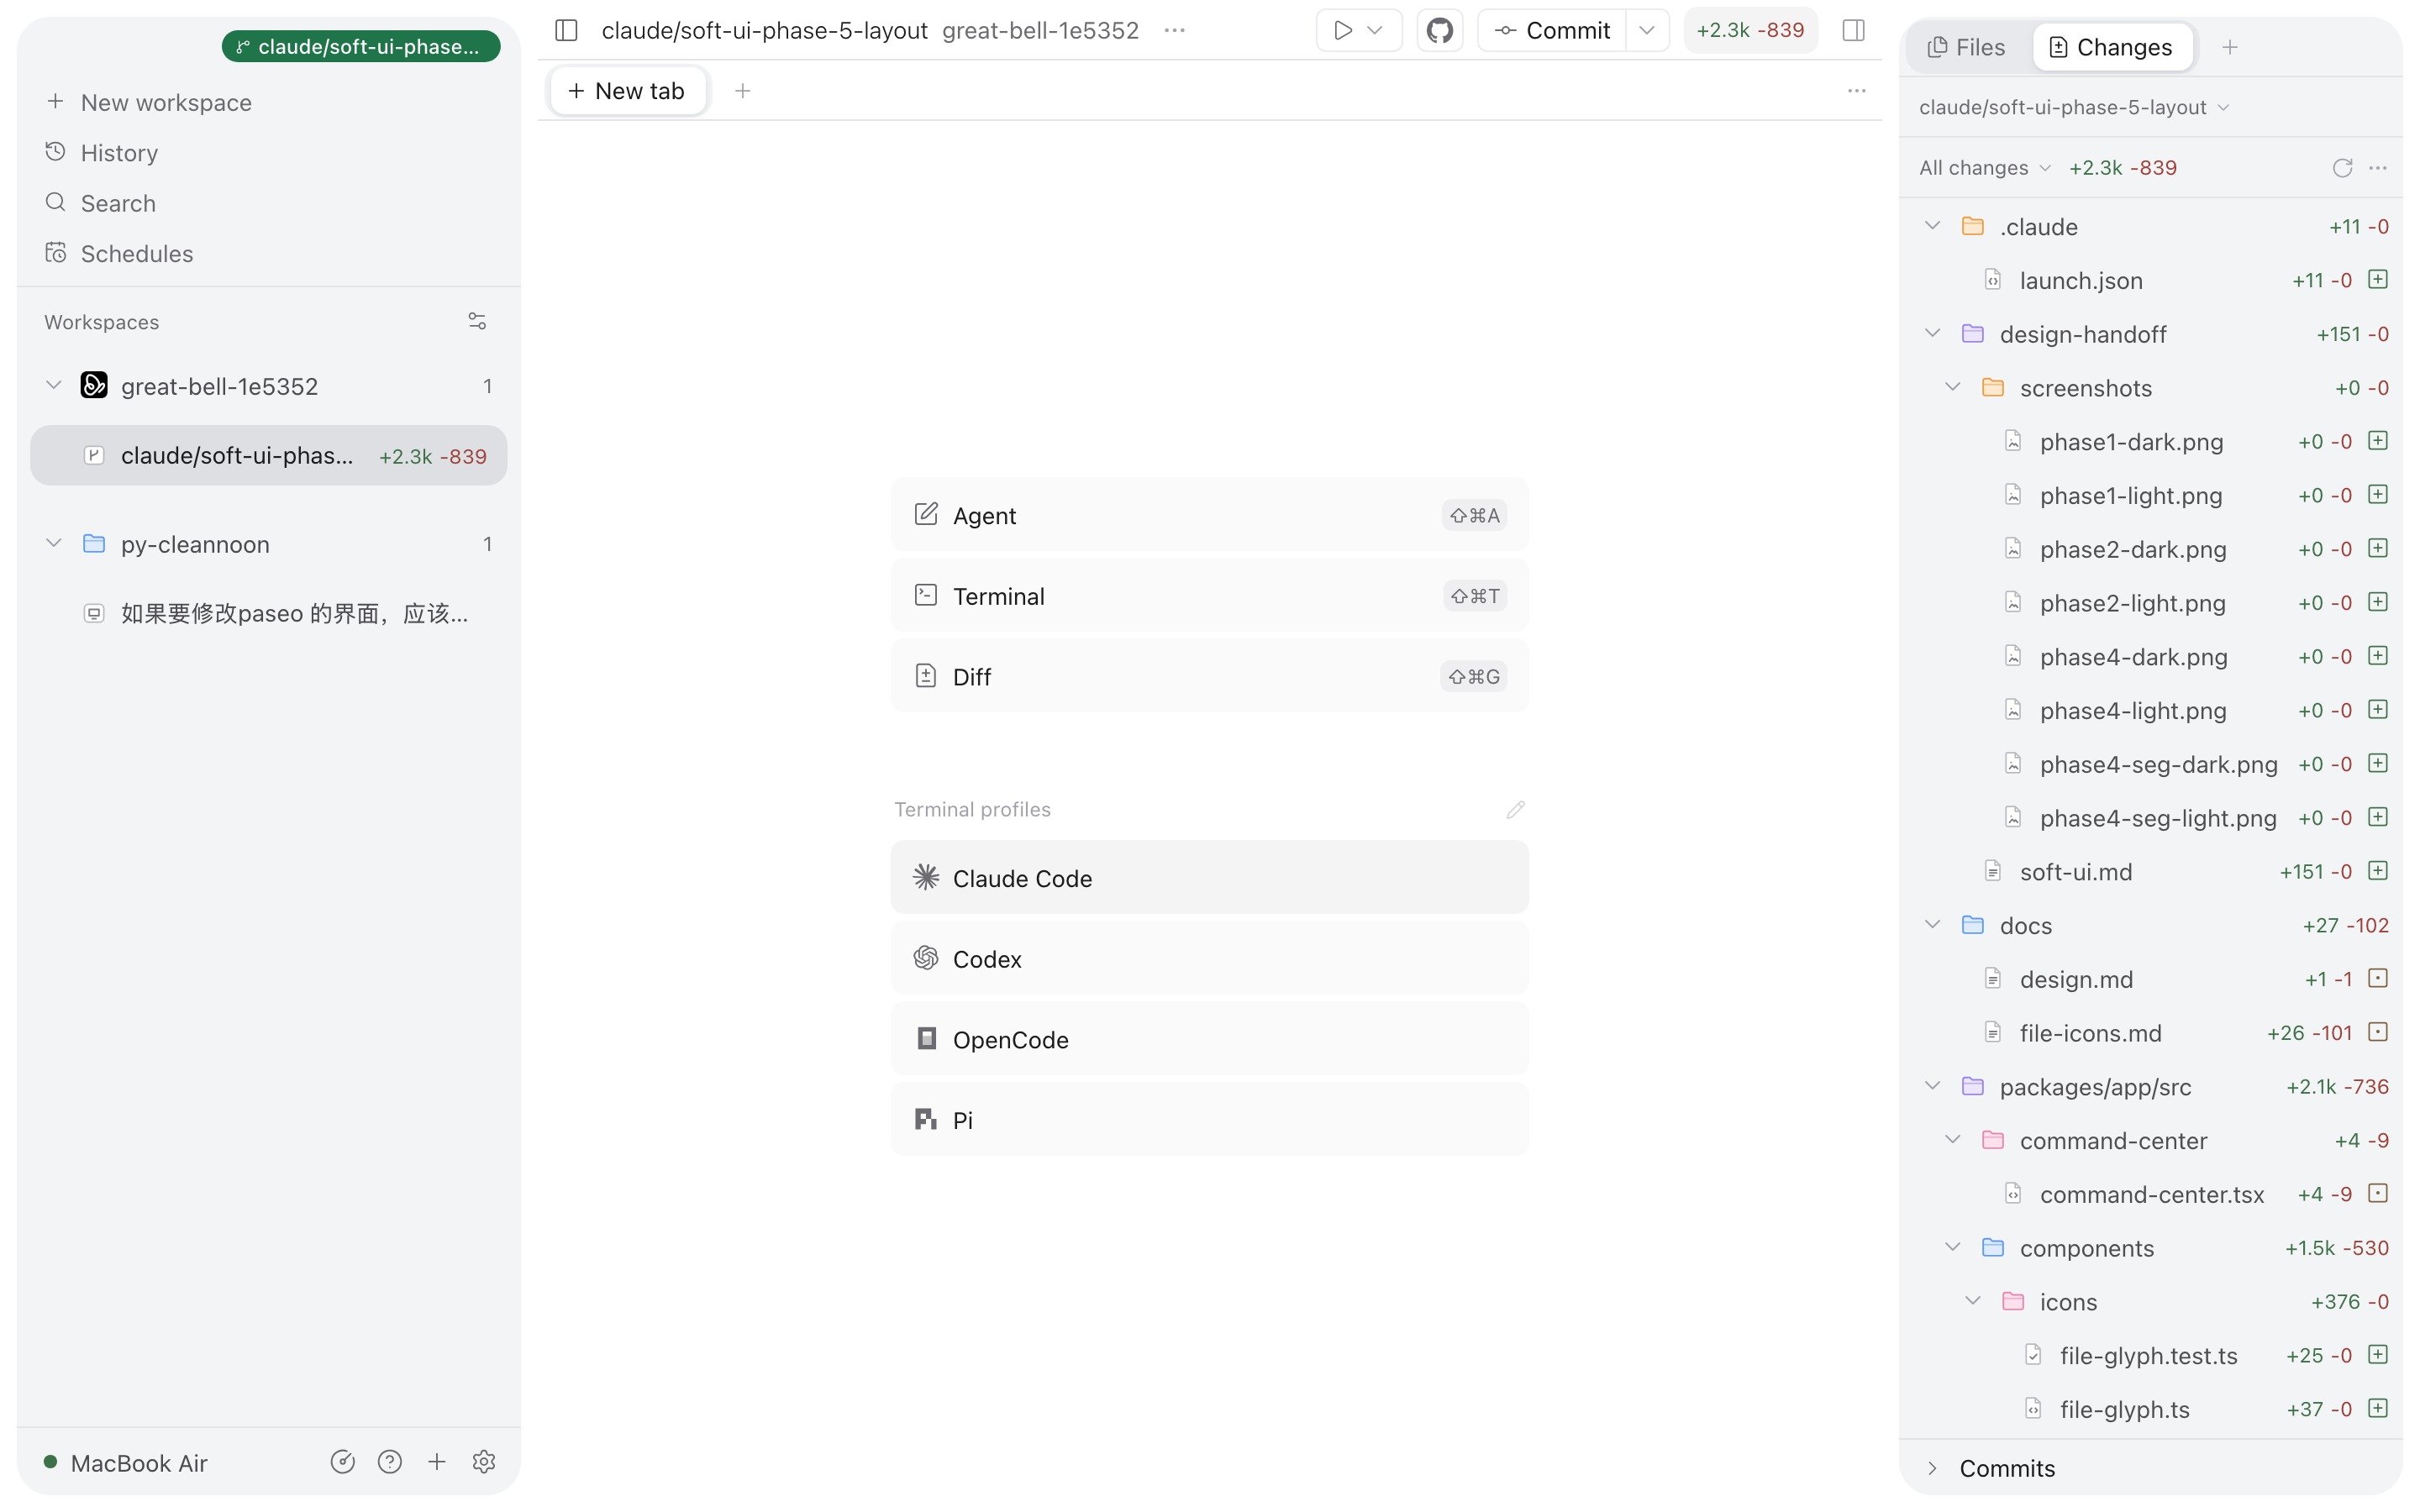 claude/soft-ui-phase...
New workspace
History
Search
Schedules
Workspaces
great-bell-1e5352 1
claude/soft-ui-phas... +2.3k -839
py-cleannoon 1
如果要修改paseo 的界面，应该...
MacBook Air
claude/soft-ui-phase-5-layout great-bell-1e5352
Commit
+2.3k -839
New tab
Agent ⇧⌘A
Terminal ⇧⌘T
Diff ⇧⌘G
Terminal profiles
Claude Code
Codex
OpenCode
Pi
Files
Changes
claude/soft-ui-phase-5-layout
All changes +2.3k -839
.claude +11 -0
launch.json +11 -0
design-handoff +151 -0
screenshots +0 -0
phase1-dark.png +0 -0
phase1-light.png +0 -0
phase2-dark.png +0 -0
phase2-light.png +0 -0
phase4-dark.png +0 -0
phase4-light.png +0 -0
phase4-seg-dark.png +0 -0
phase4-seg-light.png +0 -0
soft-ui.md +151 -0
docs +27 -102
design.md +1 -1
file-icons.md +26 -101
packages/app/src +2.1k -736
command-center +4 -9
command-center.tsx +4 -9
components +1.5k -530
icons +376 -0
file-glyph.test.ts +25 -0
file-glyph.ts +37 -0
Commits